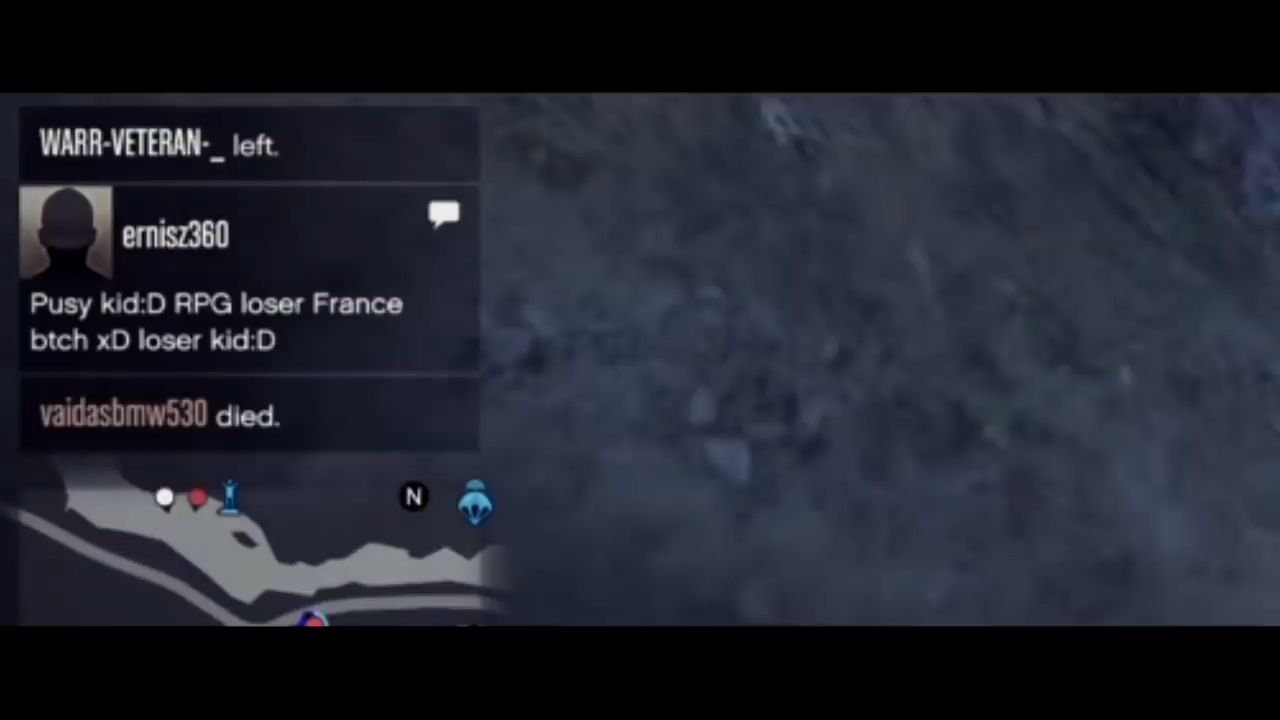 WARR-VETERAN-_ left.
ernisz360
Pusy kid:D RPG loser France
btch xD loser kid:D
vaidasbmw530 died.
N